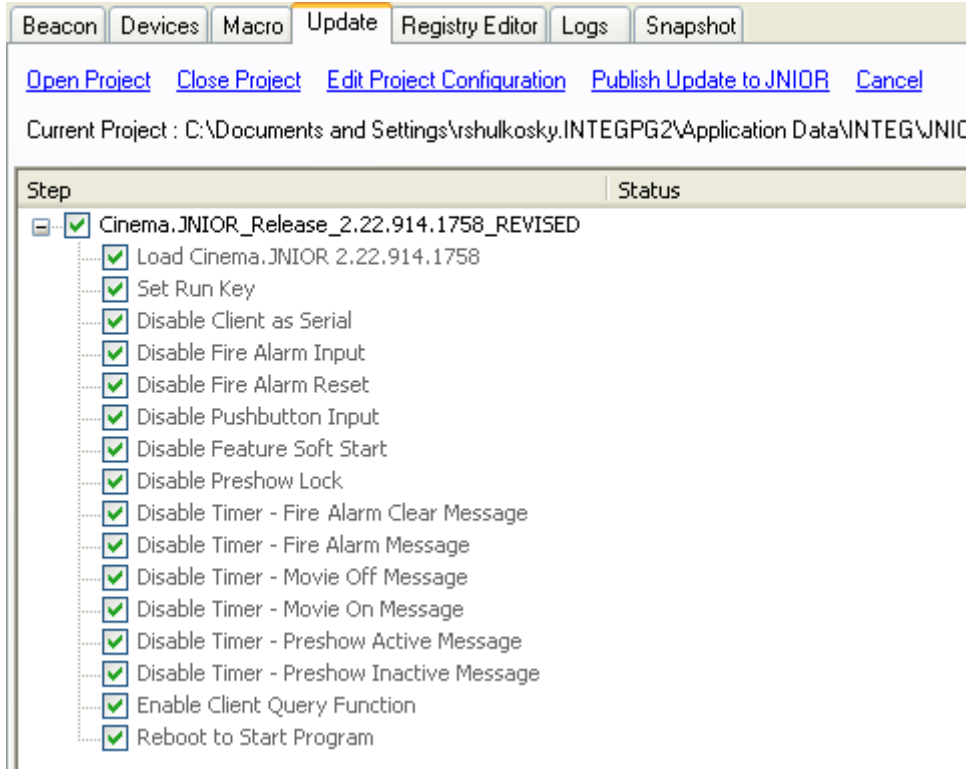 Beacon Devices Macro Update Registry Editor Logs Snapshot
Open Project Close Project Edit Project Configuration Publish Update to JNIOR Cancel
Current Project : C:\Documents and Settings\rshulkosky.INTEGPG2\Application Data\INTEG\JNIO
Step Status
Cinema.JNIOR_Release_2.22.914.1758_REVISED
Load Cinema.JNIOR 2.22.914.1758
Set Run Key
Disable Client as Serial
Disable Fire Alarm Input
Disable Fire Alarm Reset
Disable Pushbutton Input
Disable Feature Soft Start
Disable Preshow Lock
Disable Timer - Fire Alarm Clear Message
Disable Timer - Fire Alarm Message
Disable Timer - Movie Off Message
Disable Timer - Movie On Message
Disable Timer - Preshow Active Message
Disable Timer - Preshow Inactive Message
Enable Client Query Function
Reboot to Start Program